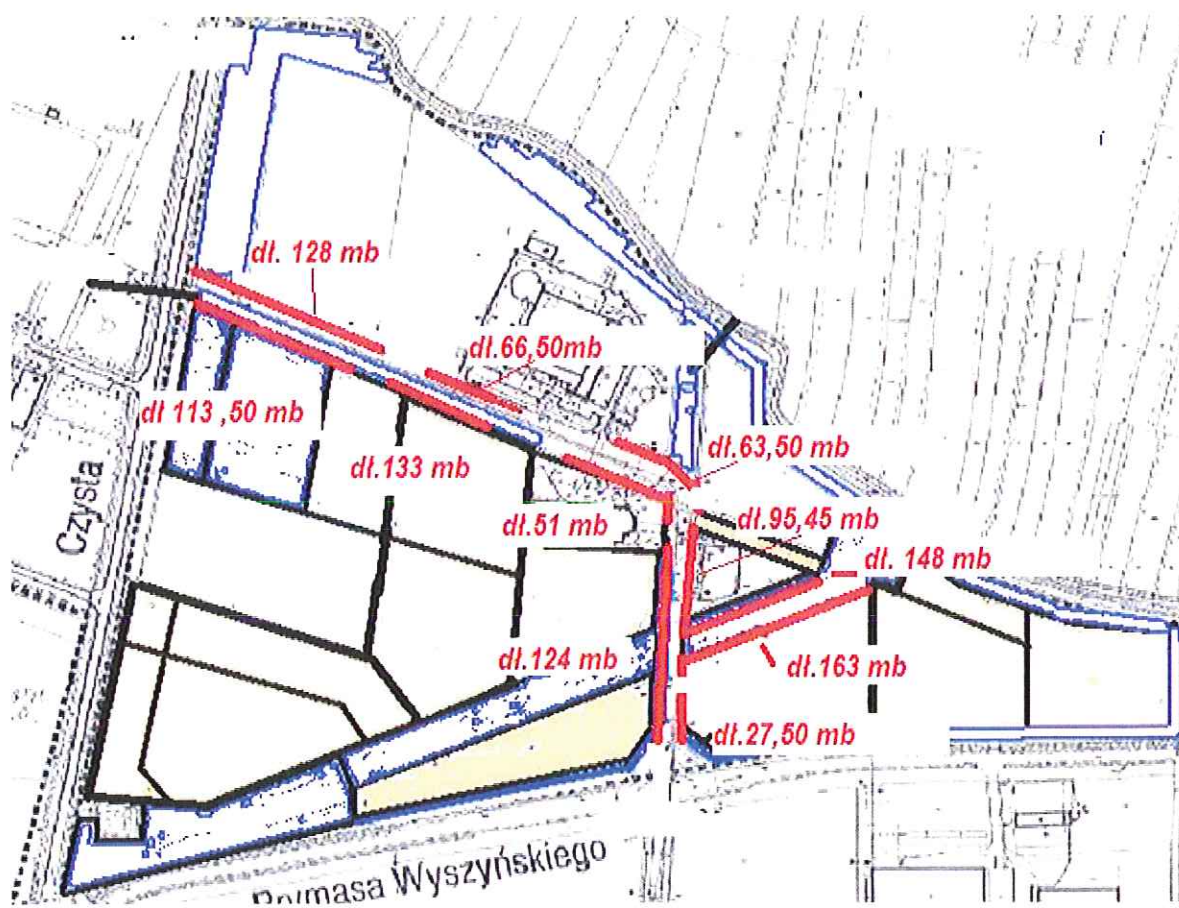 dł. 128 mb
dł.66,50mb
dł 113 ,50 mb
dł.133 mb
dł.63,50 mb
dł.51 mb
dł.95,45 mb
dł. 148 mb
dł.124 mb
dł.163 mb
dł.27,50 mb
Czysta
Wyszyńskiego